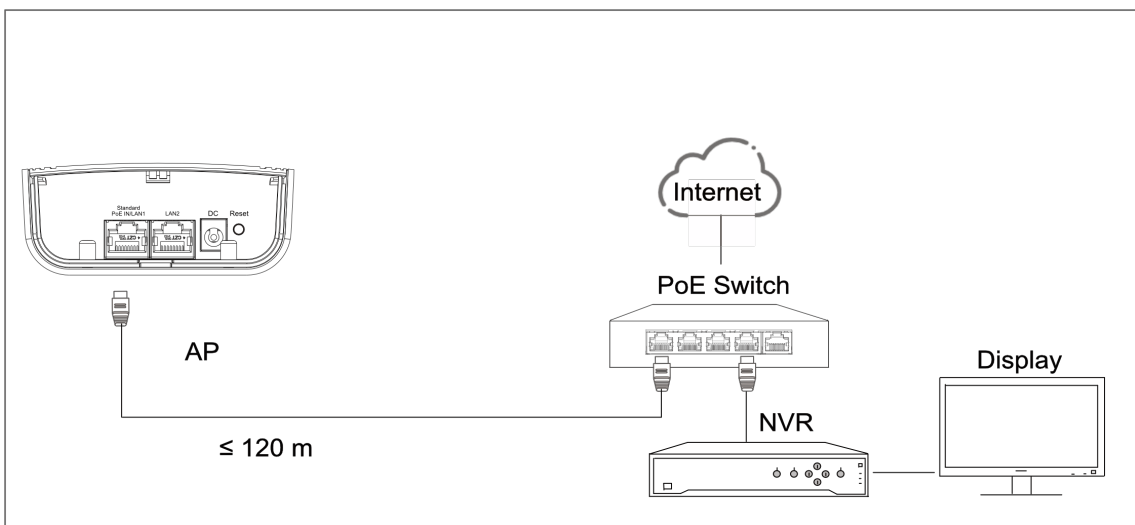 Internet
Standard
PoE IN/LAN1
LAN2
DC
Reset
PoE Switch
AP
Display
NVR
≤ 120 m